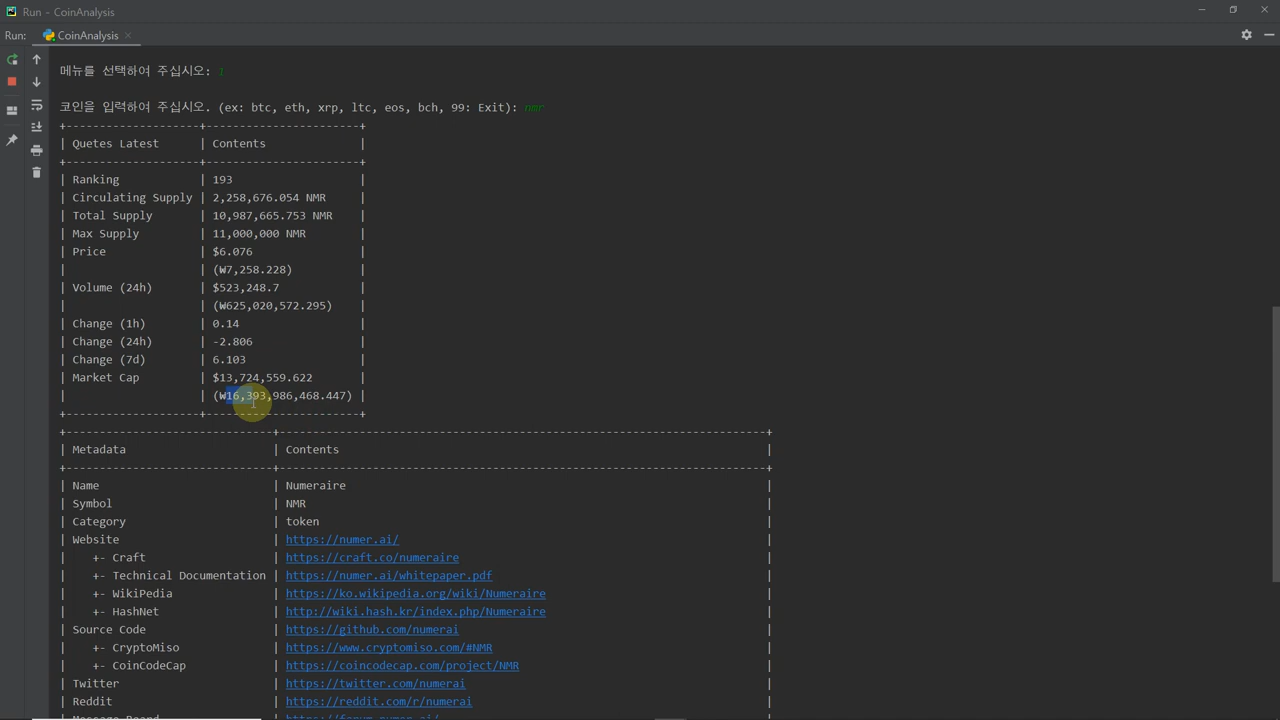 Run - CoinAnalysis
Run: CoinAnalysis
메뉴를 선택하여 주십시오: 1
코인을 입력하여 주십시오. (ex: btc, eth, xrp, ltc, eos, bch, 99: Exit): nmr
+--------------------+-----------------------+
| Quetes Latest | Contents |
+--------------------+-----------------------+
| Ranking | 193 |
| Circulating Supply | 2,258,676.054 NMR |
| Total Supply | 10,987,665.753 NMR |
| Max Supply | 11,000,000 NMR |
| Price | $6.076 |
| | (₩7,258.228) |
| Volume (24h) | $523,248.7 |
| | (₩625,020,572.295) |
| Change (1h) | 0.14 |
| Change (24h) | -2.806 |
| Change (7d) | 6.103 |
| Market Cap | $13,724,559.622 |
| | (₩16,393,986,468.447) |
+--------------------+-----------------------+
+-------------------------------+-------------------------------------------------------------------------+
| Metadata | Contents |
+-------------------------------+-------------------------------------------------------------------------+
| Name | Numeraire |
| Symbol | NMR |
| Category | token |
| Website | https://numer.ai/ |
| +- Craft | https://craft.co/numeraire |
| +- Technical Documentation | https://numer.ai/whitepaper.pdf |
| +- WikiPedia | https://ko.wikipedia.org/wiki/Numeraire |
| +- HashNet | http://wiki.hash.kr/index.php/Numeraire |
| Source Code | https://github.com/numerai |
| +- CryptoMiso | https://www.cryptomiso.com/#NMR |
| +- CoinCodeCap | https://coincodecap.com/project/NMR |
| Twitter | https://twitter.com/numerai |
| Reddit | https://reddit.com/r/numerai |